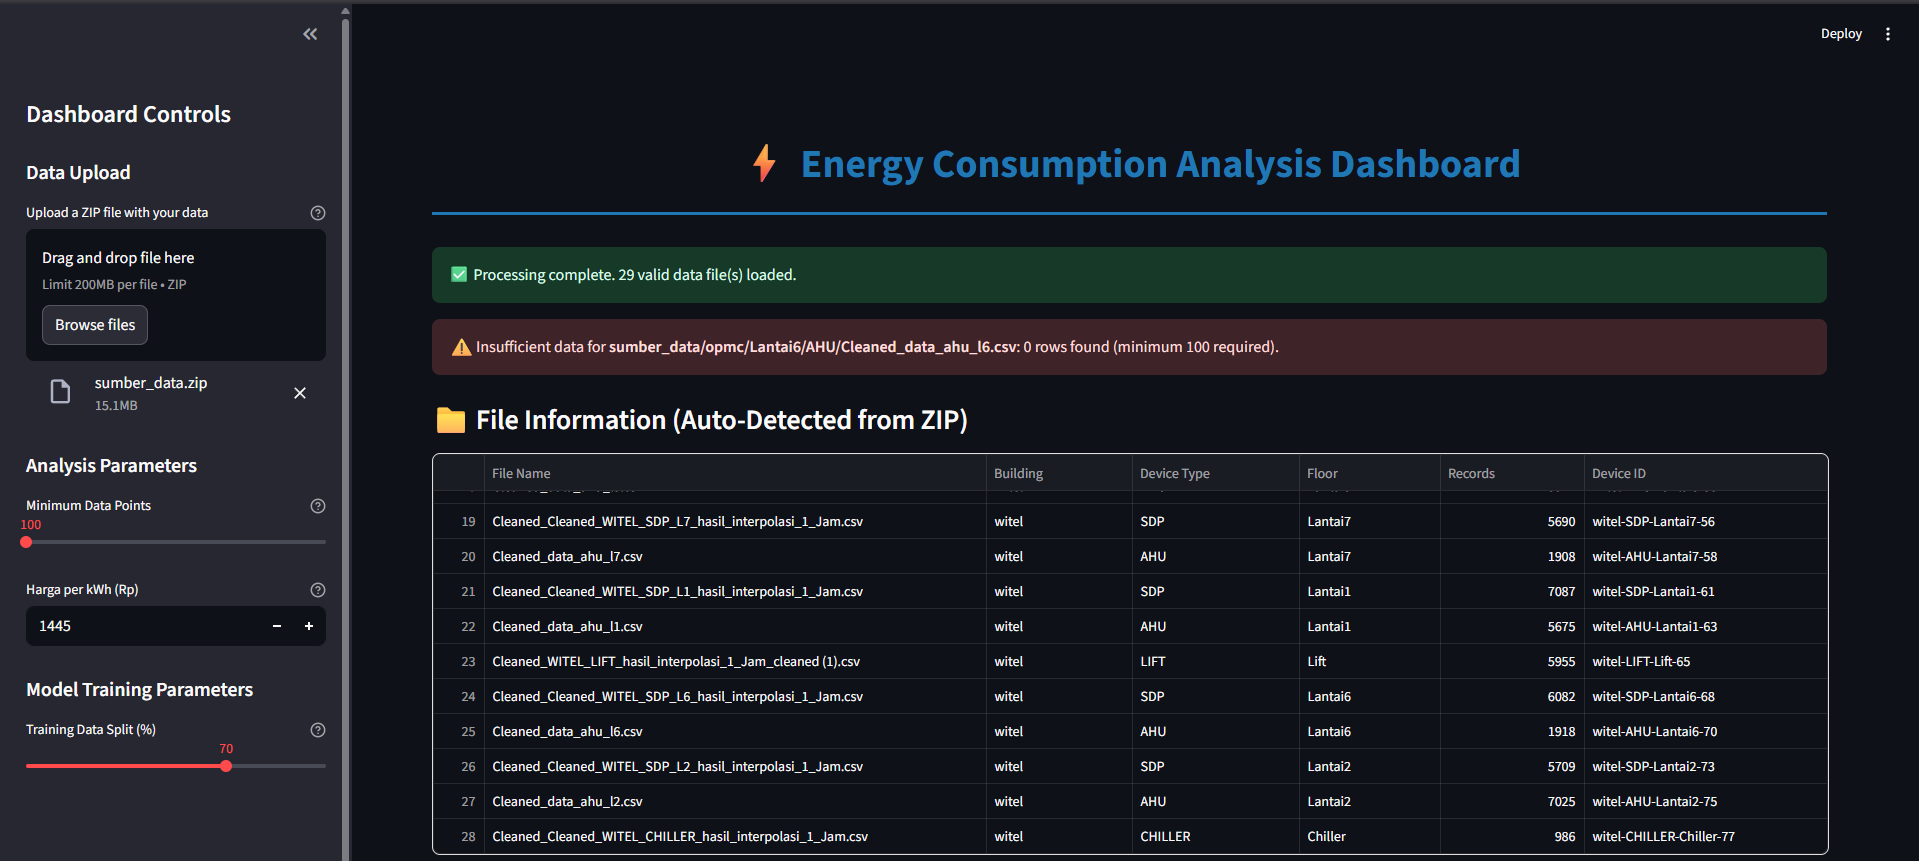 Deploy
Dashboard Controls
Data Upload
Upload a ZIP file with your data
Drag and drop file here
Limit 200MB per file • ZIP
Browse files
sumber_data.zip
15.1MB
Analysis Parameters
Minimum Data Points
100
Harga per kWh (Rp)
1445
Model Training Parameters
Training Data Split (%)
70
Energy Consumption Analysis Dashboard
Processing complete. 29 valid data file(s) loaded.
Insufficient data for sumber_data/opmc/Lantai6/AHU/Cleaned_data_ahu_l6.csv: 0 rows found (minimum 100 required).
File Information (Auto-Detected from ZIP)
File Name Building Device Type Floor Records Device ID
19 Cleaned_Cleaned_WITEL_SDP_L7_hasil_interpolasi_1_Jam.csv witel SDP Lantai7 5690 witel-SDP-Lantai7-56
20 Cleaned_data_ahu_l7.csv witel AHU Lantai7 1908 witel-AHU-Lantai7-58
21 Cleaned_Cleaned_WITEL_SDP_L1_hasil_interpolasi_1_Jam.csv witel SDP Lantai1 7087 witel-SDP-Lantai1-61
22 Cleaned_data_ahu_l1.csv witel AHU Lantai1 5675 witel-AHU-Lantai1-63
23 Cleaned_WITEL_LIFT_hasil_interpolasi_1_Jam_cleaned (1).csv witel LIFT Lift 5955 witel-LIFT-Lift-65
24 Cleaned_Cleaned_WITEL_SDP_L6_hasil_interpolasi_1_Jam.csv witel SDP Lantai6 6082 witel-SDP-Lantai6-68
25 Cleaned_data_ahu_l6.csv witel AHU Lantai6 1918 witel-AHU-Lantai6-70
26 Cleaned_Cleaned_WITEL_SDP_L2_hasil_interpolasi_1_Jam.csv witel SDP Lantai2 5709 witel-SDP-Lantai2-73
27 Cleaned_data_ahu_l2.csv witel AHU Lantai2 7025 witel-AHU-Lantai2-75
28 Cleaned_Cleaned_WITEL_CHILLER_hasil_interpolasi_1_Jam.csv witel CHILLER Chiller 986 witel-CHILLER-Chiller-77